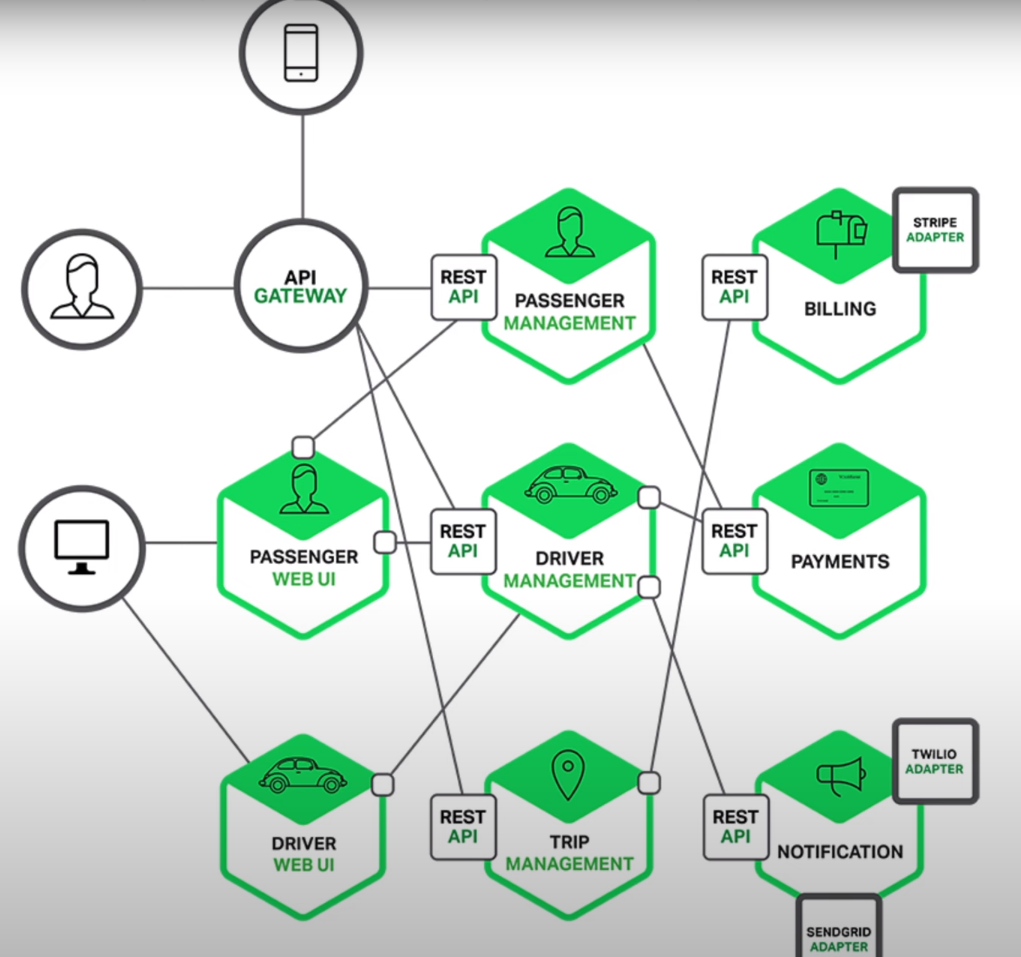 API
GATEWAY
REST
API
PASSENGER
MANAGEMENT
REST
API
BILLING
STRIPE
ADAPTER
PASSENGER
WEB UI
REST
API
DRIVER
MANAGEMENT
REST
API
PAYMENTS
DRIVER
WEB UI
REST
API
TRIP
MANAGEMENT
REST
API
NOTIFICATION
TWILIO
ADAPTER
SENDGRID
ADAPTER